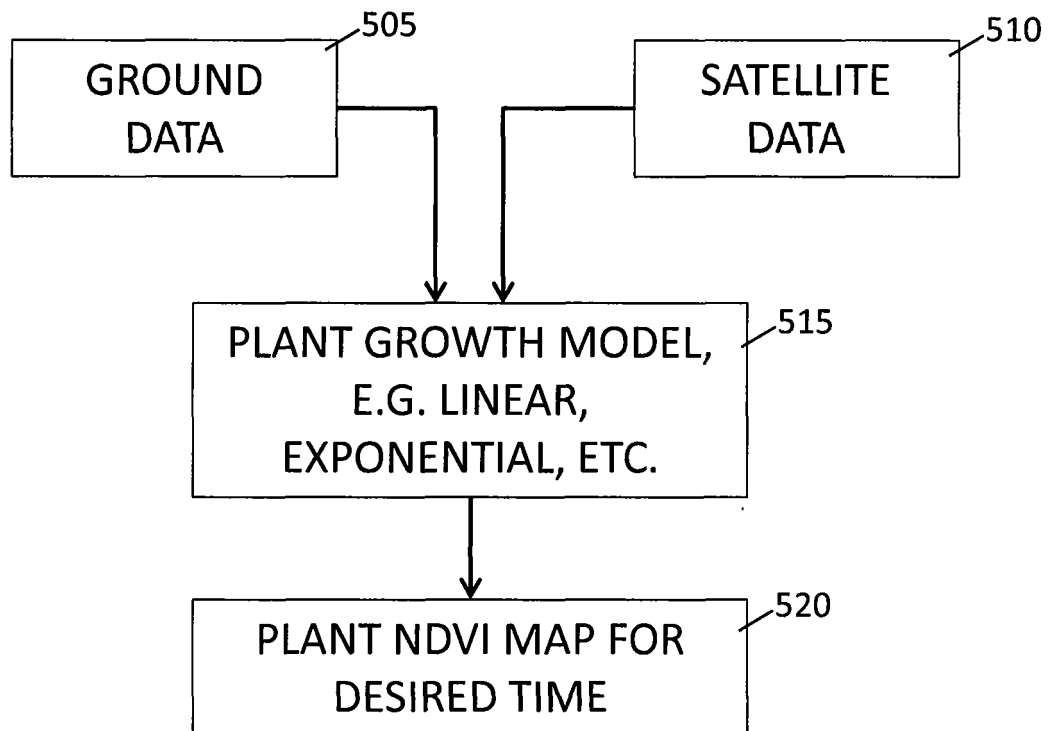 505
GROUND
DATA
510
SATELLITE
DATA
515
PLANT GROWTH MODEL,
E.G. LINEAR,
EXPONENTIAL, ETC.
520
PLANT NDVI MAP FOR
DESIRED TIME